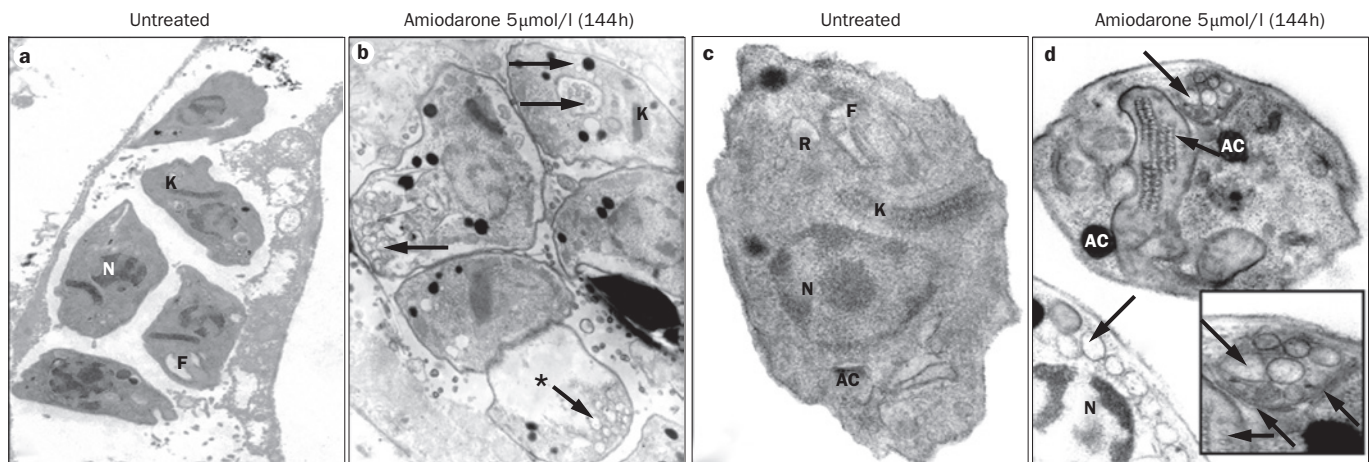 Untreated
Amiodarone 5μmol/l (144h)
Untreated
Amiodarone 5μmol/l (144h)
a
K
N
F
b
K
*
c
F
R
K
N
AC
d
AC
AC
N